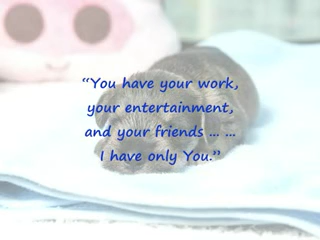 “You have your work,
your entertainment,
and your friends ... ...
I have only You.”